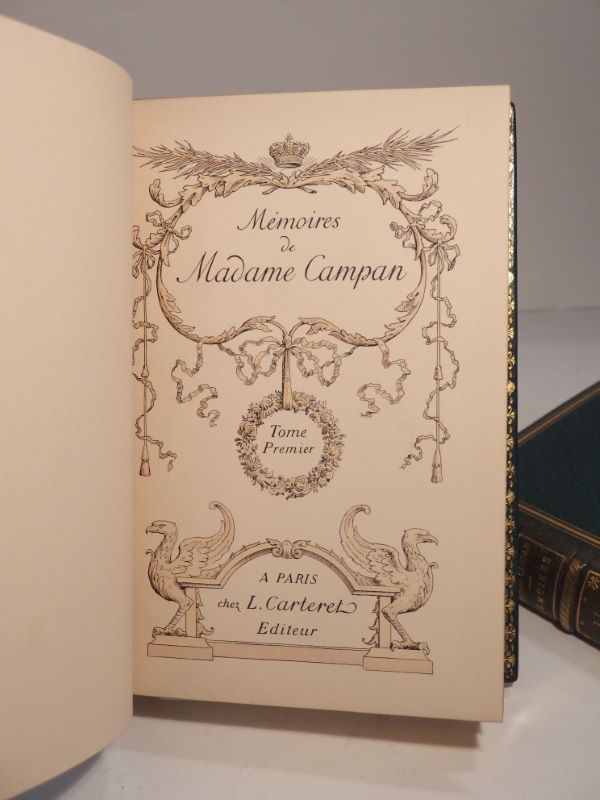 Mémoires
de
Madame Campan
Tome
Premier
A PARIS
chez L. Carteret
Editeur